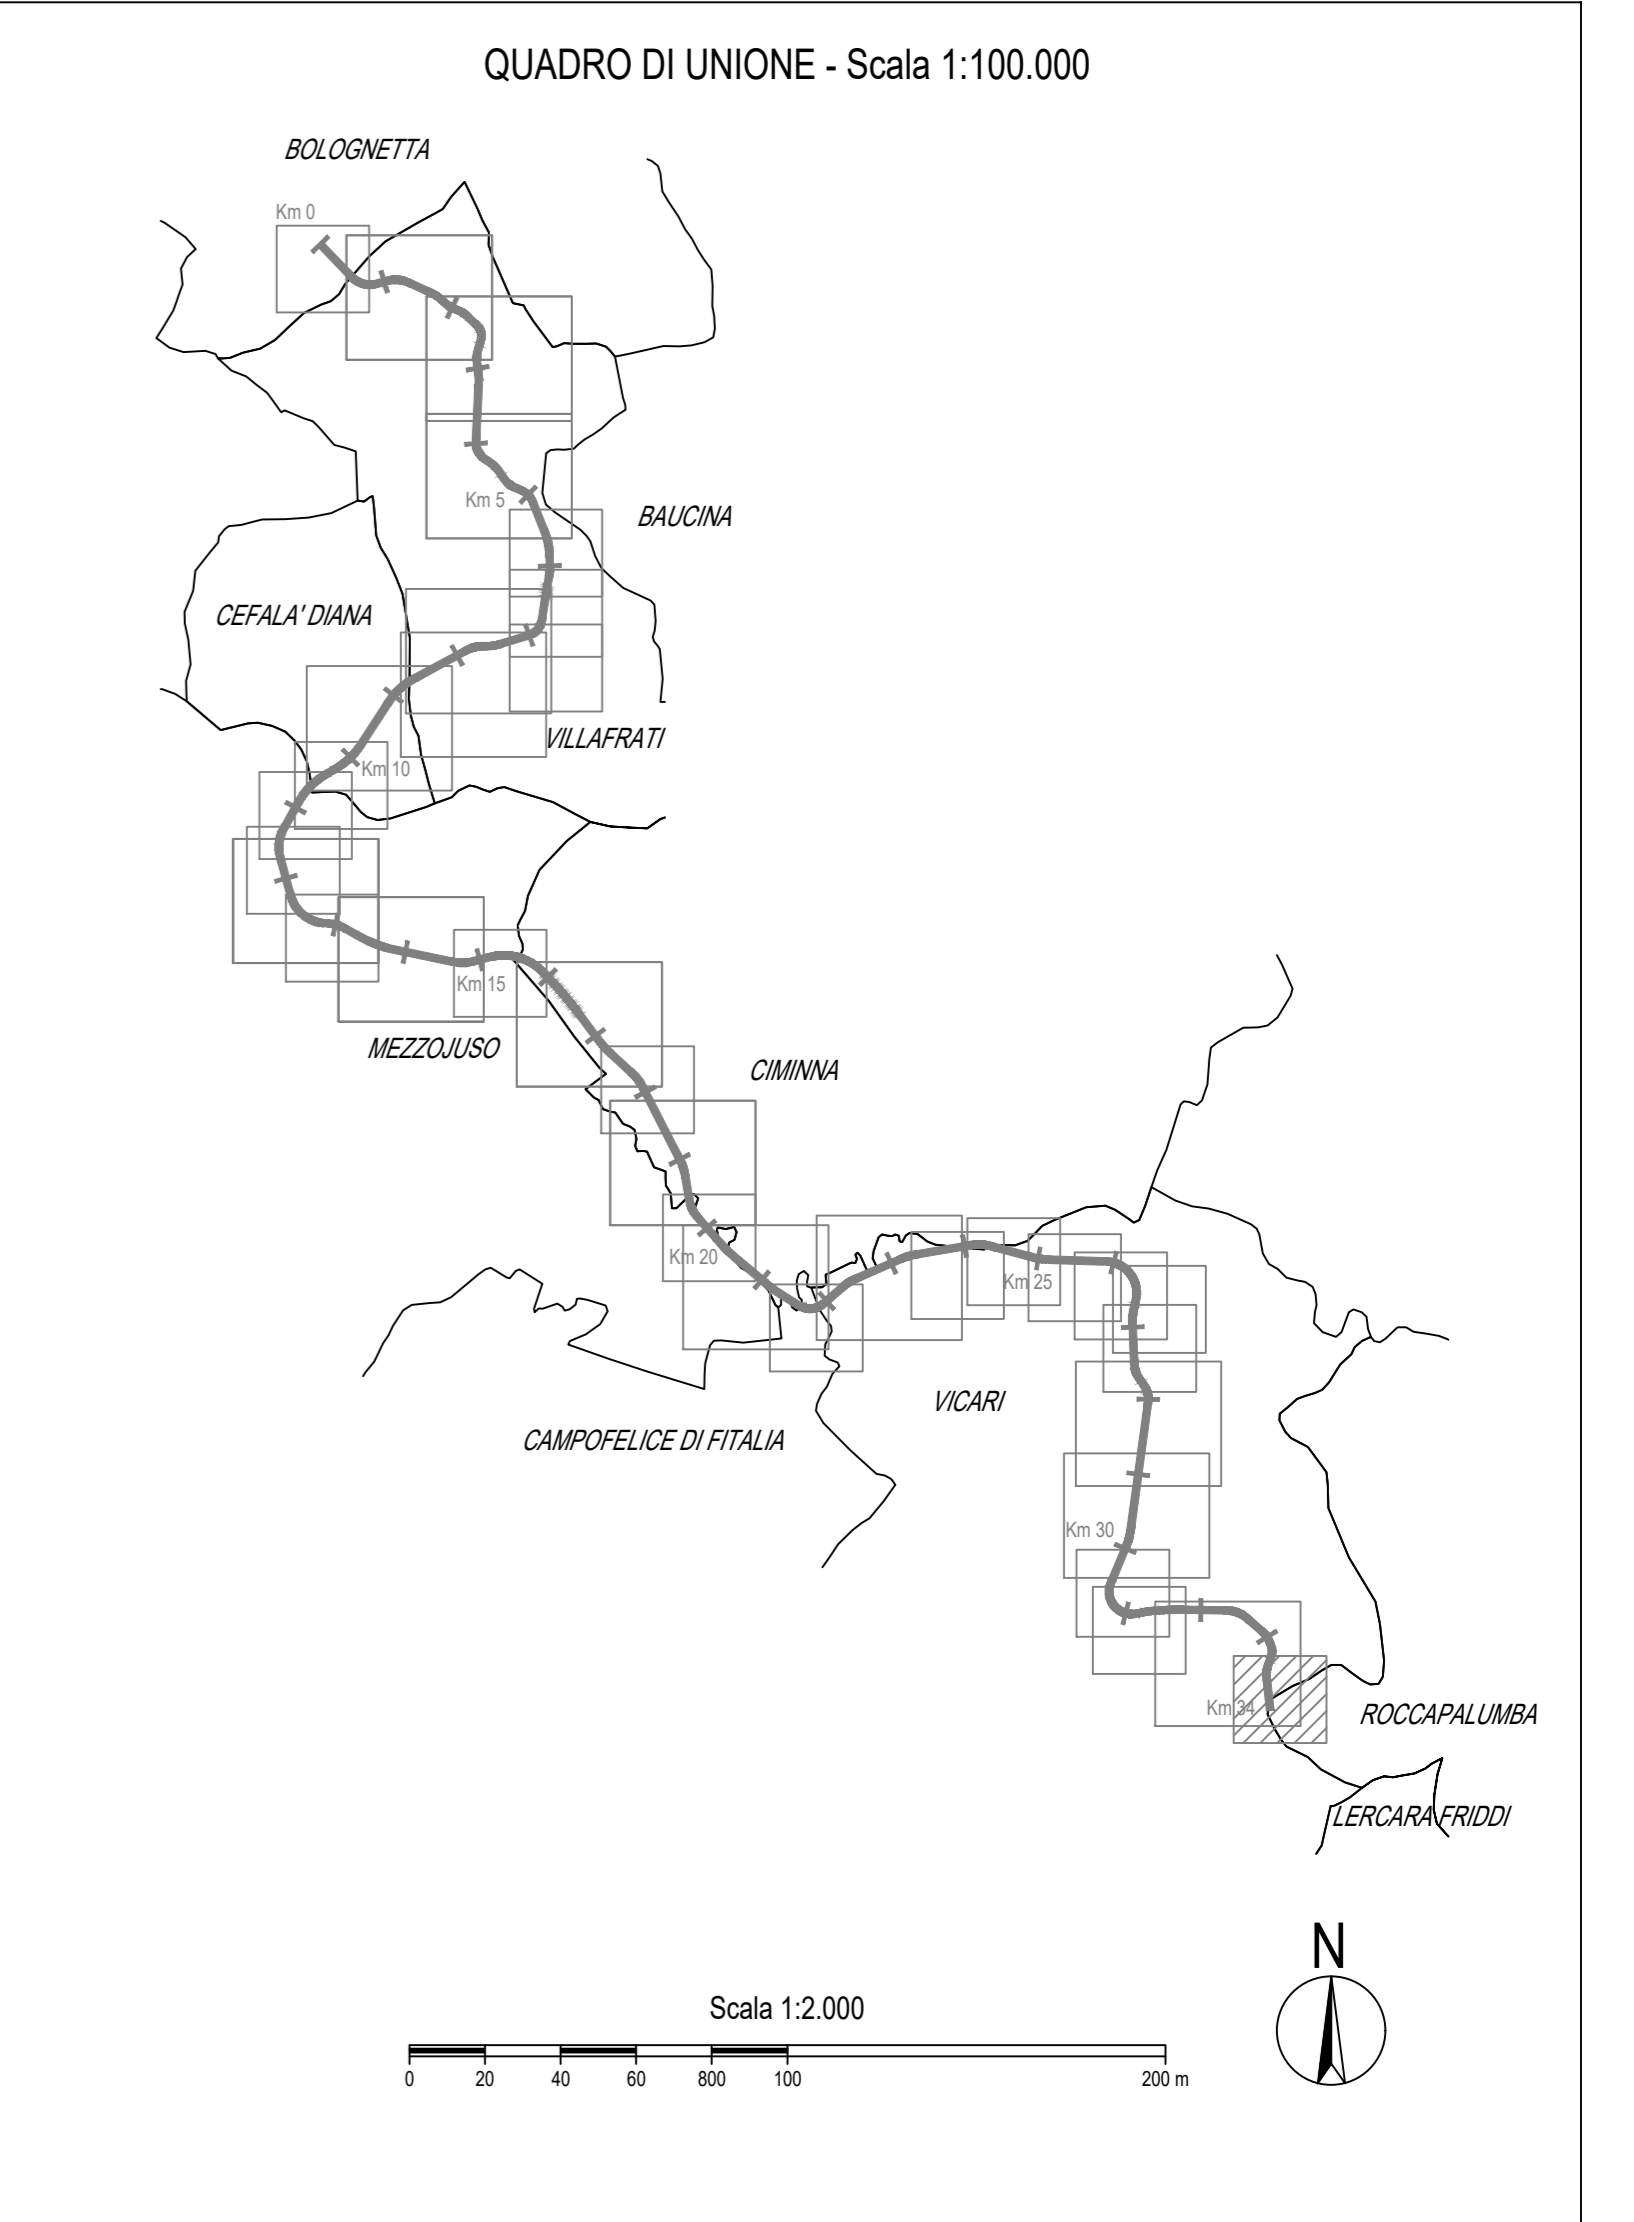 QUADRO DI UNIONE - Scala 1:100.000
BOLOGNETTA
Km 0
Km 5
BAUCINA
CEFALA' DIANA
VILLAFRATI
Km 10
Km 15
MEZZOJUSO
CIMINNA
Km 20
Km 25
VICARI
CAMPOFELICE DI FITALIA
Km 30
Km 34
ROCCAPALUMBA
LERCARA FRIDDI
N
Scala 1:2.000
0 20 40 60 800 100 200 m